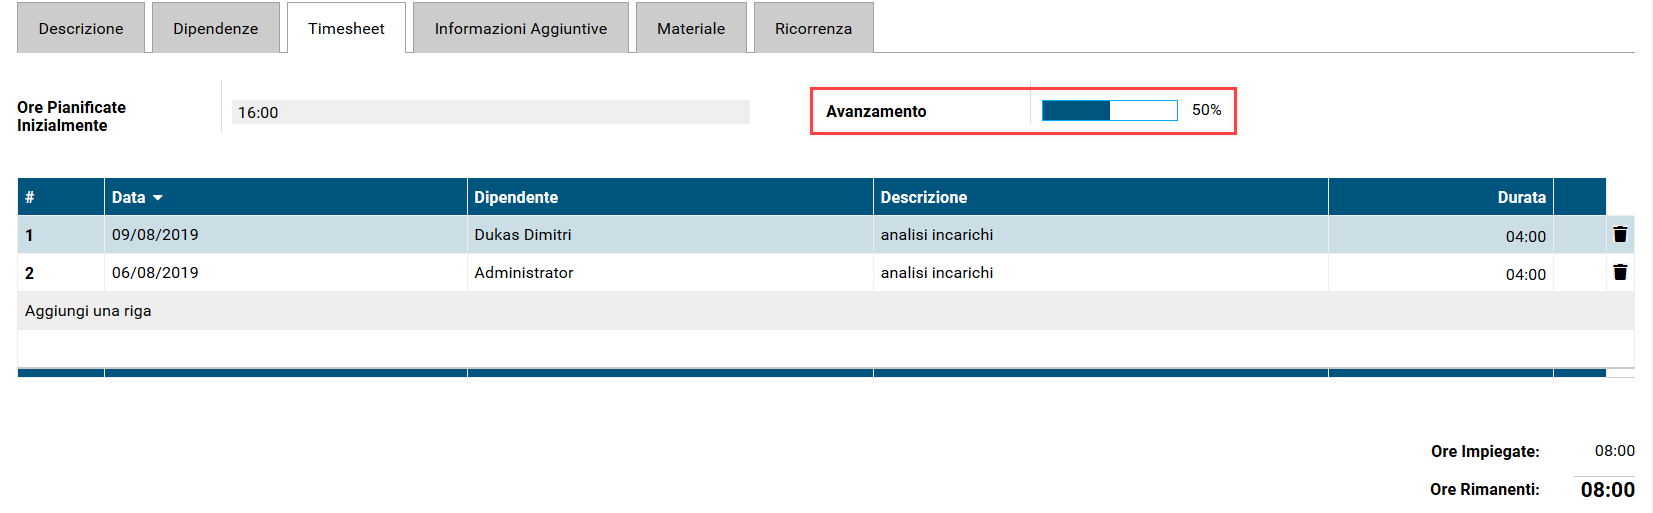 Descrizione Dipendenze Timesheet Informazioni Aggiuntive Materiale Ricorrenza
Ore Pianificate
Inizialmente
16:00
Avanzamento 50%
# Data Dipendente Descrizione Durata
1 09/08/2019 Dukas Dimitri analisi incarichi 04:00
2 06/08/2019 Administrator analisi incarichi 04:00
Aggiungi una riga
Ore Impiegate: 08:00
Ore Rimanenti: 08:00